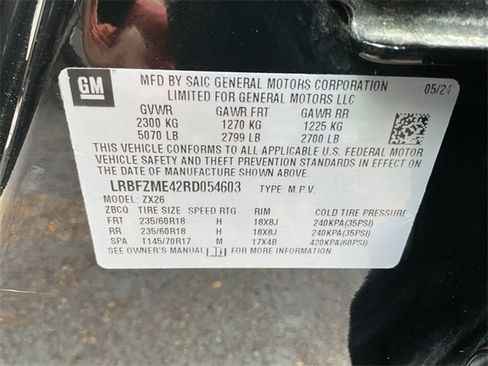 GM
MFD BY SAIC GENERAL MOTORS CORPORATION 05/24
LIMITED FOR GENERAL MOTORS LLC
GVWR GAWR FRT GAWR RR
2300 KG 1270 KG 1225 KG
5070 LB 2799 LB 2700 LB
THIS VEHICLE CONFORMS TO ALL APPLICABLE U.S. FEDERAL MOTOR
VEHICLE SAFETY AND THEFT PREVENTION STANDARDS IN EFFECT ON
THE DATE OF MANUFACTURE SHOWN ABOVE.
LRBFZME42RD054603 TYPE: M.P.V.
MODEL: ZX26
ZBCQ TIRE SIZE SPEED RTG RIM COLD TIRE PRESSURE
FRT 235/60R18 H 18X8J 240KPA(35PSI)
RR 235/60R18 H 18X8J 240KPA(35PSI)
SPA T145/70R17 M 17X4B 420KPA(60PSI)
SEE OWNER'S MANUAL FOR MORE INFORMATION.